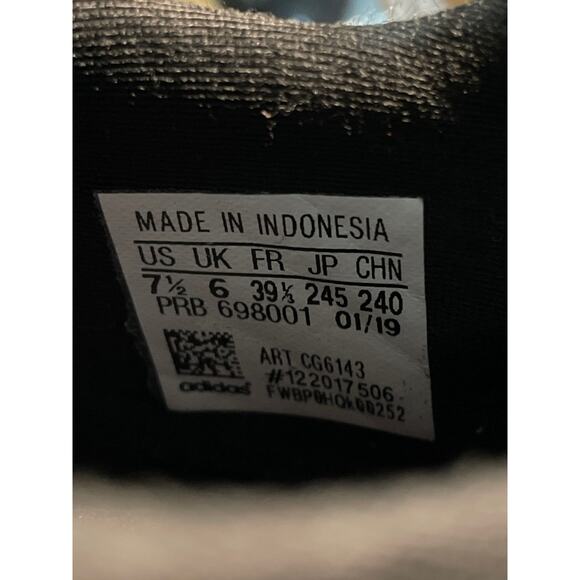 MADE IN INDONESIA
US UK FR JP CHN
7½ 6 39⅓ 245 240
PRB 698001 01/19
ART CG6143
#122017506
adidas